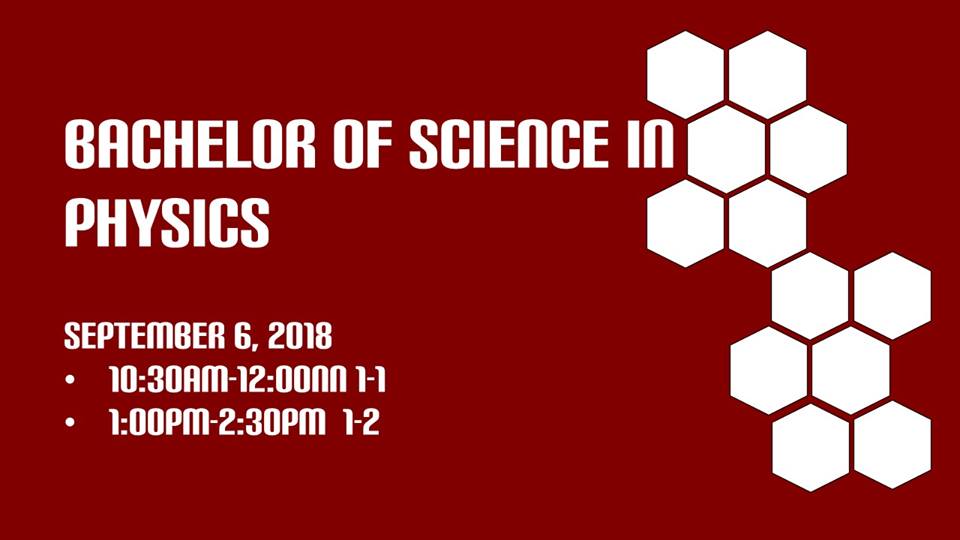 BACHELOR OF SCIENCE IN
PHYSICS
SEPTEMBER 6, 2018
• 10:30AM-12:00NN 1-1
• 1:00PM-2:30PM 1-2